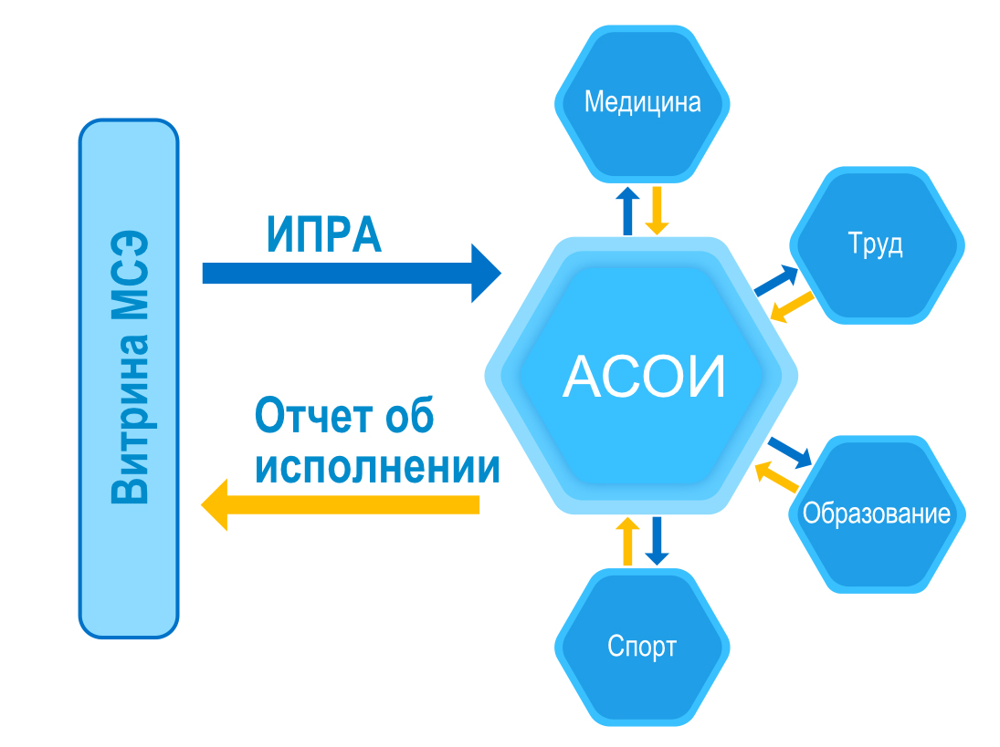 Витрина МСЭ
ИПРА
Отчет об
исполнении
АСОИ
Медицина
Труд
Образование
Спорт